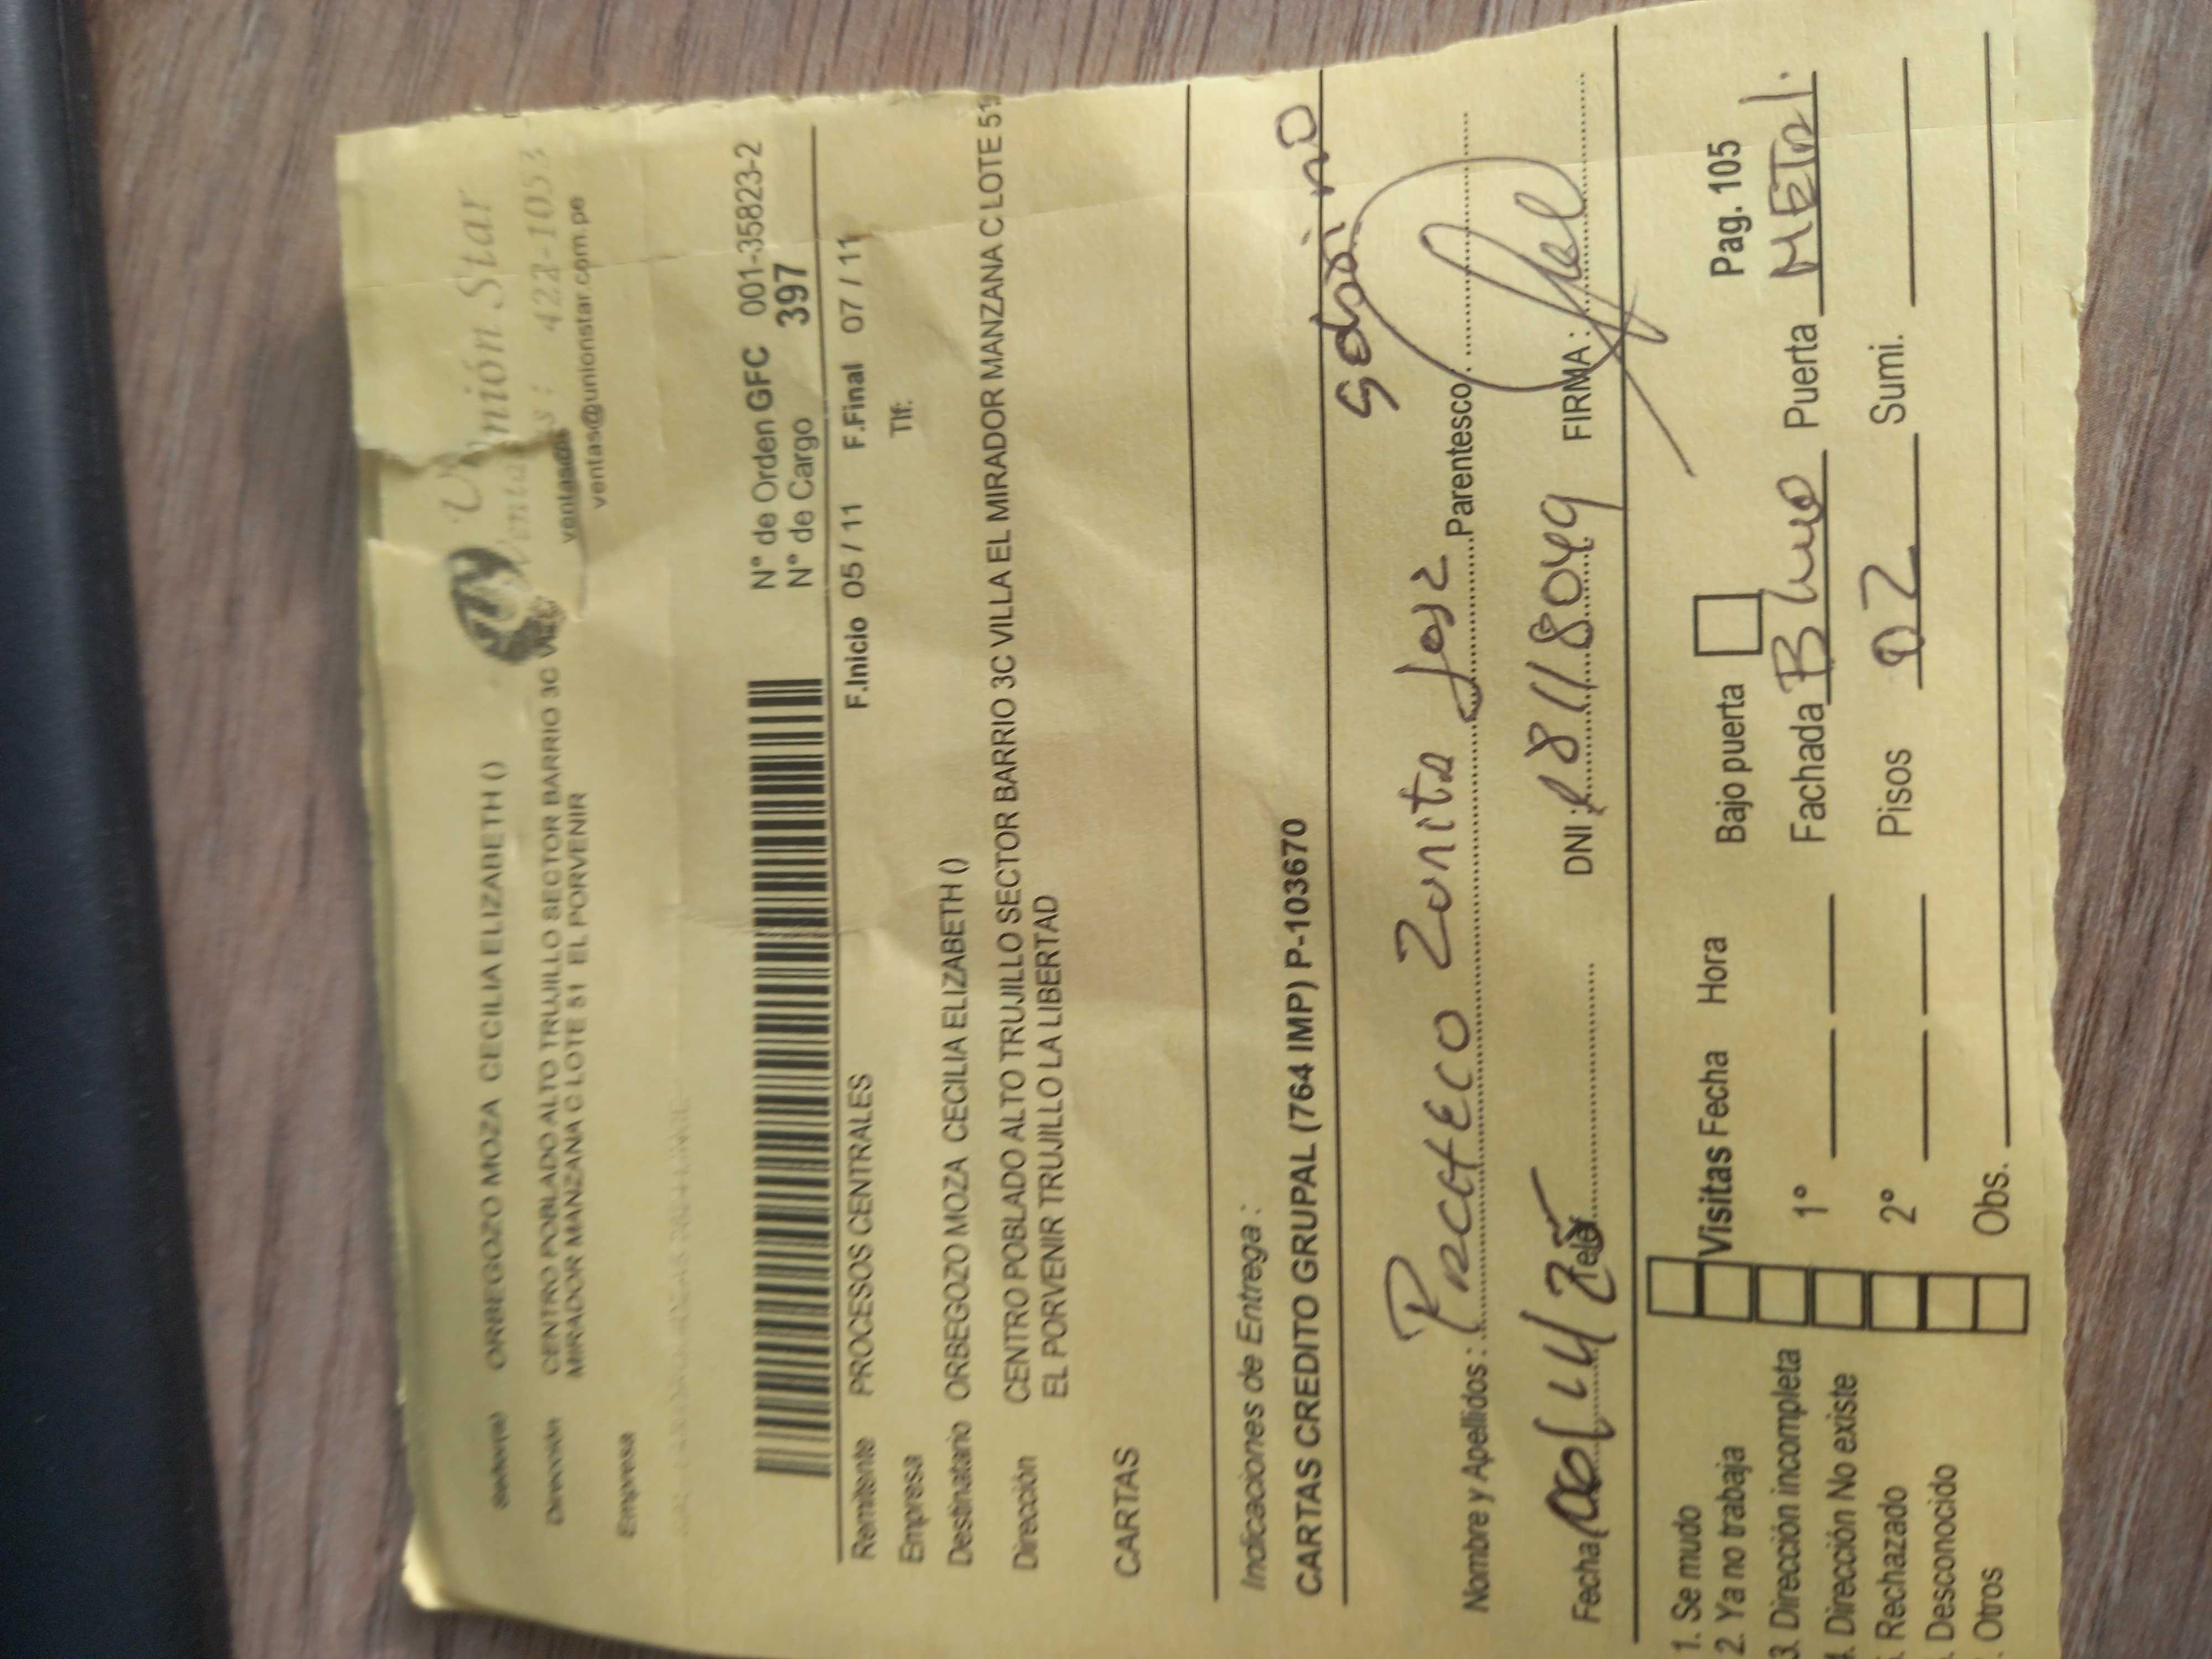 Señor(a) ORBEGOZO MOZA CECILIA ELIZABETH ()
Dirección CENTRO POBLADO ALTO TRUJILLO SECTOR BARRIO 3C
MIRADOR MANZANA C LOTE 51 EL PORVENIR
Empresa
Unión Star
422-1053
ventas@unionstar.com.pe
N° de Orden GFC 001-35823-2
N° de Cargo 397
Remitente PROCESOS CENTRALES F.Inicio 05 / 11 F.Final 07 / 11
Empresa Tlf:
Destinatario ORBEGOZO MOZA CECILIA ELIZABETH ()
Dirección CENTRO POBLADO ALTO TRUJILLO SECTOR BARRIO 3C VILLA EL MIRADOR MANZANA C LOTE 51
EL PORVENIR TRUJILLO LA LIBERTAD
CARTAS
Indicaciones de Entrega :
CARTAS CREDITO GRUPAL (764 IMP) P-103670
Nombre y Apellidos : Pacheco Zurita Parentesco
Fecha DNI : 18118049 FIRMA :
1. Se mudo
2. Ya no trabaja
3. Dirección incompleta
4. Dirección No existe
5. Rechazado
Desconocido
Otros
Visitas Fecha Hora Bajo puerta Pag. 105
1° Fachada Puerta METAl.
2° Pisos 02 Sumi.
Obs.